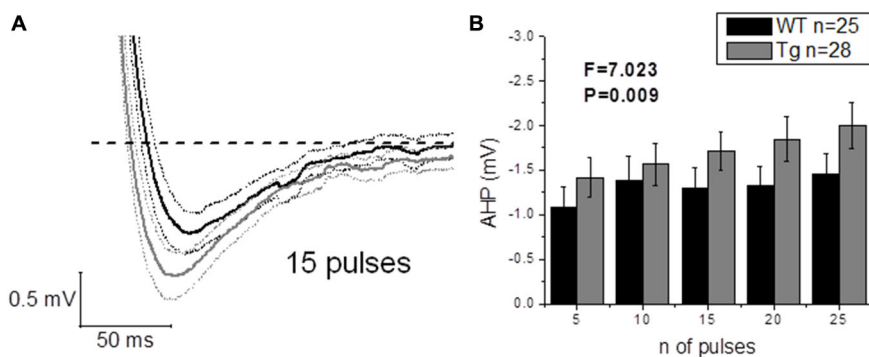 A
15 pulses
0.5 mV
50 ms
B
WT n=25
Tg n=28
F=7.023
P=0.009
AHP (mV)
-3.0
-2.5
-2.0
-1.5
-1.0
-0.5
0.0
5 10 15 20 25
n of pulses